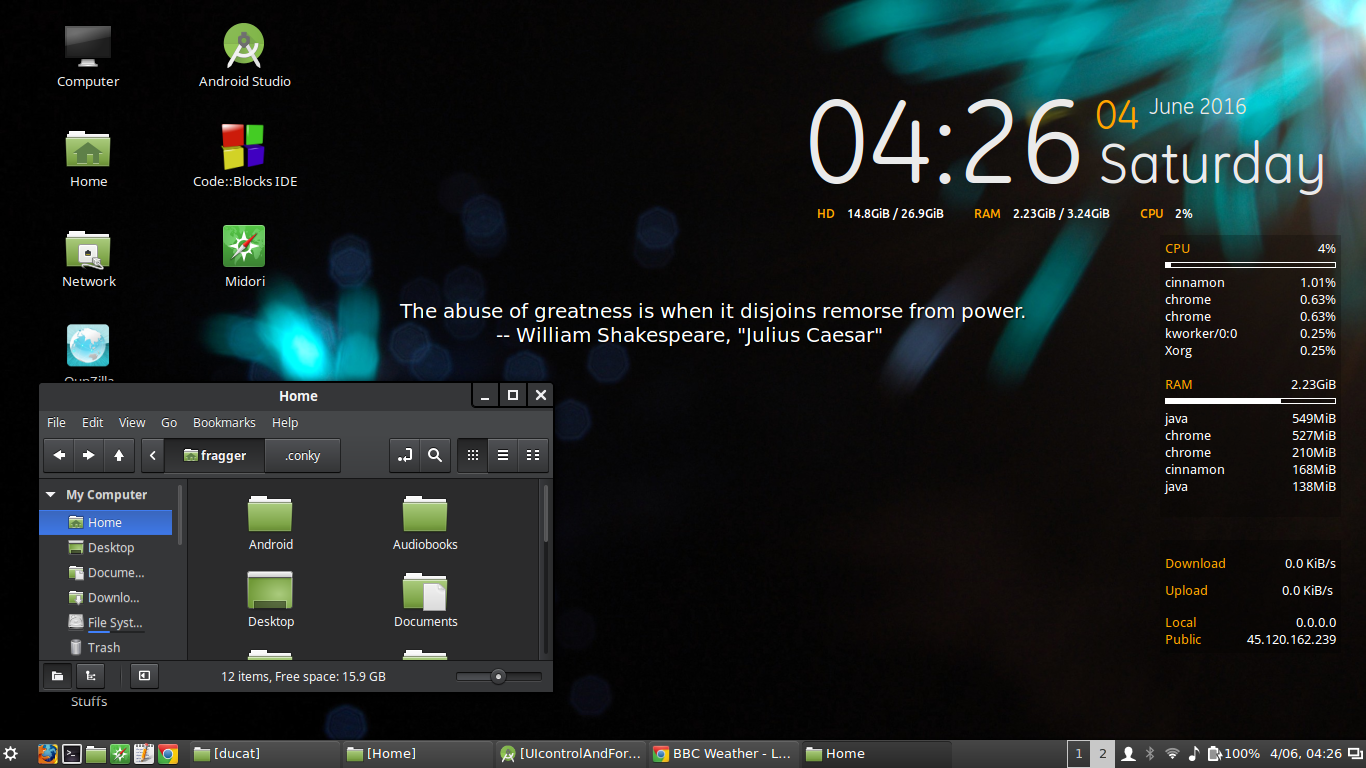 Computer
Android Studio
Home
Code::Blocks IDE
Network
Midori
QupZilla
04:26
04
June 2016
Saturday
HD 14.8GiB / 26.9GiB RAM 2.23GiB / 3.24GiB CPU 2%
The abuse of greatness is when it disjoins remorse from power.
-- William Shakespeare, "Julius Caesar"
CPU 4%
cinnamon 1.01%
chrome 0.63%
chrome 0.63%
kworker/0:0 0.25%
Xorg 0.25%
RAM 2.23GiB
java 549MiB
chrome 527MiB
chrome 210MiB
cinnamon 168MiB
java 138MiB
Download 0.0 KiB/s
Upload 0.0 KiB/s
Local 0.0.0.0
Public 45.120.162.239
Home
File Edit View Go Bookmarks Help
fragger .conky
My Computer
Home
Desktop
Docume...
Downlo...
File Syst...
Trash
Android
Audiobooks
Desktop
Documents
12 items, Free space: 15.9 GB
Stuffs
[ducat] [Home] [UIcontrolAndFor... BBC Weather - L... Home 1 2 100% 4/06, 04:26